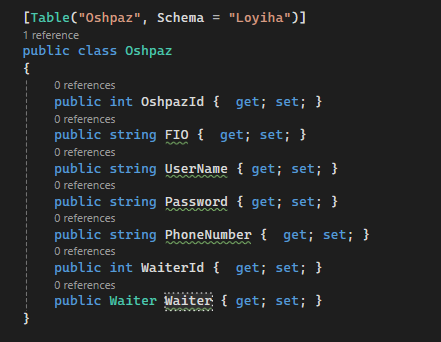 [Table("Oshpaz", Schema = "Loyiha")]
1 reference
public class Oshpaz
{
0 references
public int OshpazId {  get; set; }
0 references
public string FIO {  get; set; }
0 references
public string UserName { get; set; }
0 references
public string Password { get; set; }
0 references
public string PhoneNumber {  get; set; }
0 references
public int WaiterId {  get; set; }
0 references
public Waiter Waiter { get; set; }
}